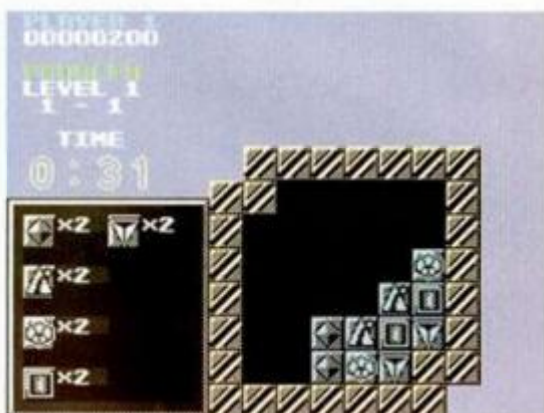 PLAYER 1
00000200
LEVEL 1
1 - 1
TIME
0:31
×2 ×2
×2
×2
×2